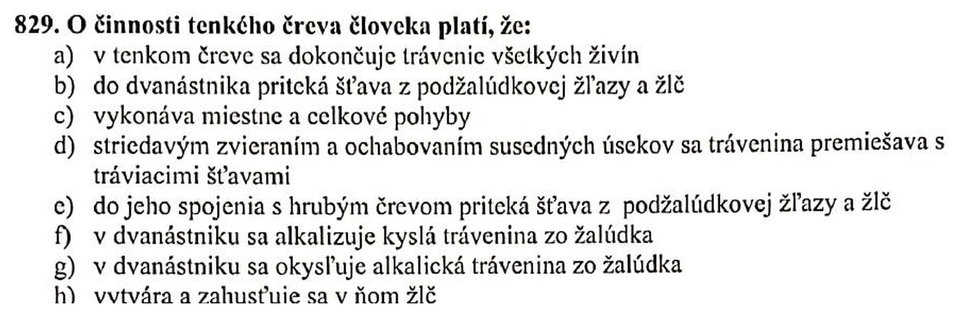 829. O činnosti tenkého čreva človeka platí, že:
a) v tenkom čreve sa dokončuje trávenie všetkých živín
b) do dvanástnika priteká šťava z podžalúdkovej žľazy a žlč
c) vykonáva miestne a celkové pohyby
d) striedavým zvieraním a ochabovaním susedných úsekov sa trávenina premiešava s
tráviacimi šťavami
e) do jeho spojenia s hrubým črevom priteká šťava z podžalúdkovej žľazy a žlč
f) v dvanástniku sa alkalizuje kyslá trávenina zo žalúdka
g) v dvanástniku sa okysľuje alkalická trávenina zo žalúdka
h) vytvára a zahusťuje sa v ňom žlč